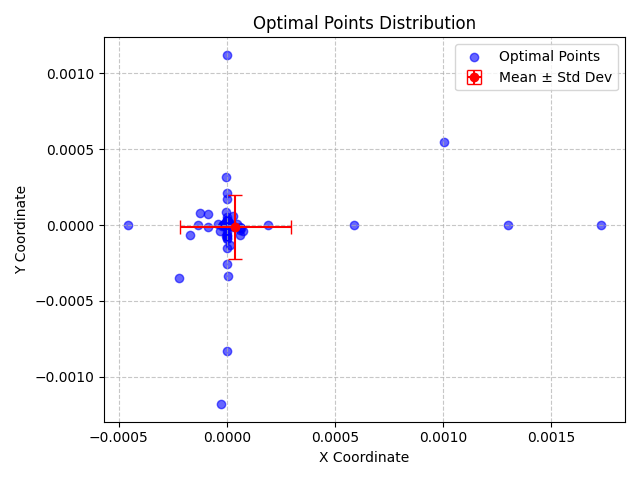 Optimal Points Distribution
Optimal Points
Mean ± Std Dev
Y Coordinate
0.0010
0.0005
0.0000
−0.0005
−0.0010
−0.0005
0.0000
0.0005
0.0010
0.0015
X Coordinate